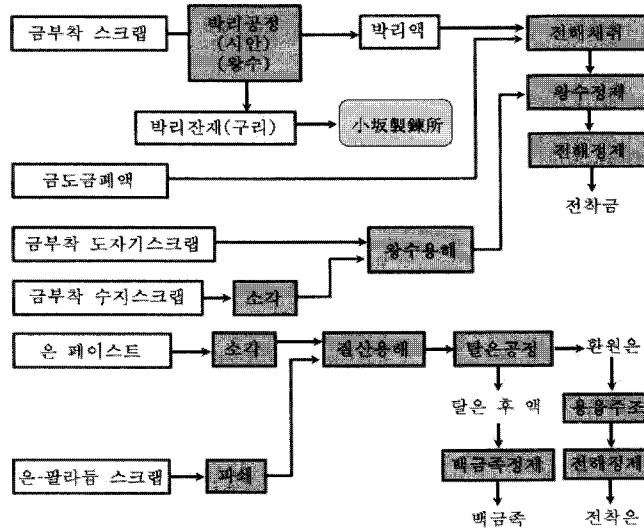 금부착 스크랩
박리공정
(시안)
(왕수)
박리액
전해채취
왕수정제
박리잔재(구리)
小坂製鍊所
전해정제
금도금폐액
전착금
금부착 도자기스크랩
왕수용해
금부착 수지스크랩
소각
은 페이스트
소각
질산용해
탈은공정
환원은
탈은 후 액
용융주조
은-팔라듐 스크랩
파쇄
백금족정제
전해정제
백금족
전착은